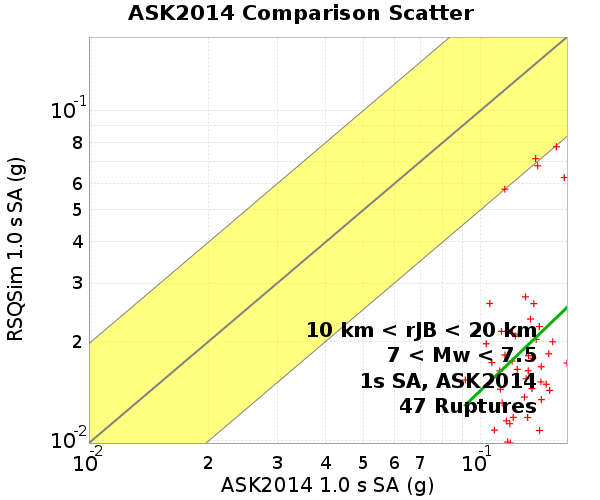 ASK2014 Comparison Scatter
RSQSim 1.0 s SA (g)
10^-1
8
6
5
4
3
2
10^-2
10 km < rJB < 20 km
7 < Mw < 7.5
1s SA, ASK2014
47 Ruptures
10^-2 2 3 4 5 6 7 10^-1
ASK2014 1.0 s SA (g)